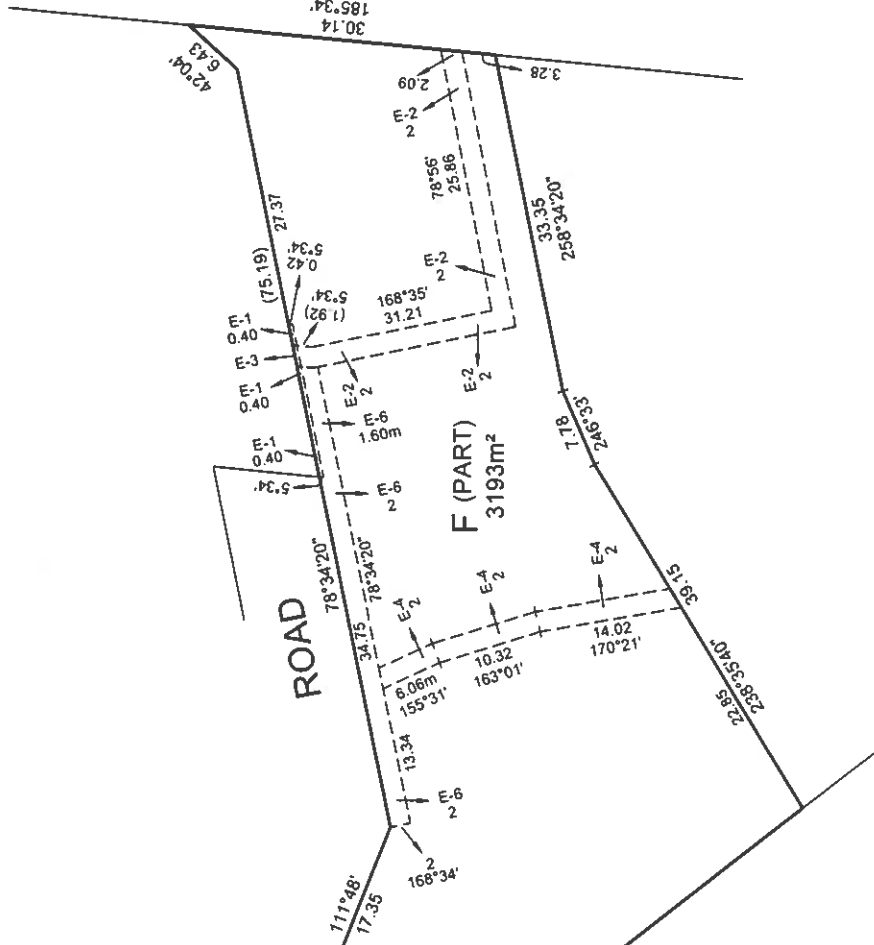 185°34'
30.14
42°04'
6.43
3.28
2.09
E-2
2
78°56'
25.86
27.37
(75.19)
5°34'
0.42
33.35
258°34'20"
E-2
2
5°34'
(1.92)
168°35'
31.21
E-1
0.40
E-3
E-1
0.40
E-2
2
E-2
2
E-6
1.60m
7.78
246°33'
E-1
0.40
5°34'
E-6
2
F (PART)
3193m²
78°34'20"
78°34'20"
34.75
ROAD
E-4
2
E-4
2
E-4
2
39.15
6.06m
155°31'
10.32
163°01'
14.02
170°21'
13.34
22.85
238°35'40"
E-6
2
2
168°34'
111°48'
17.35